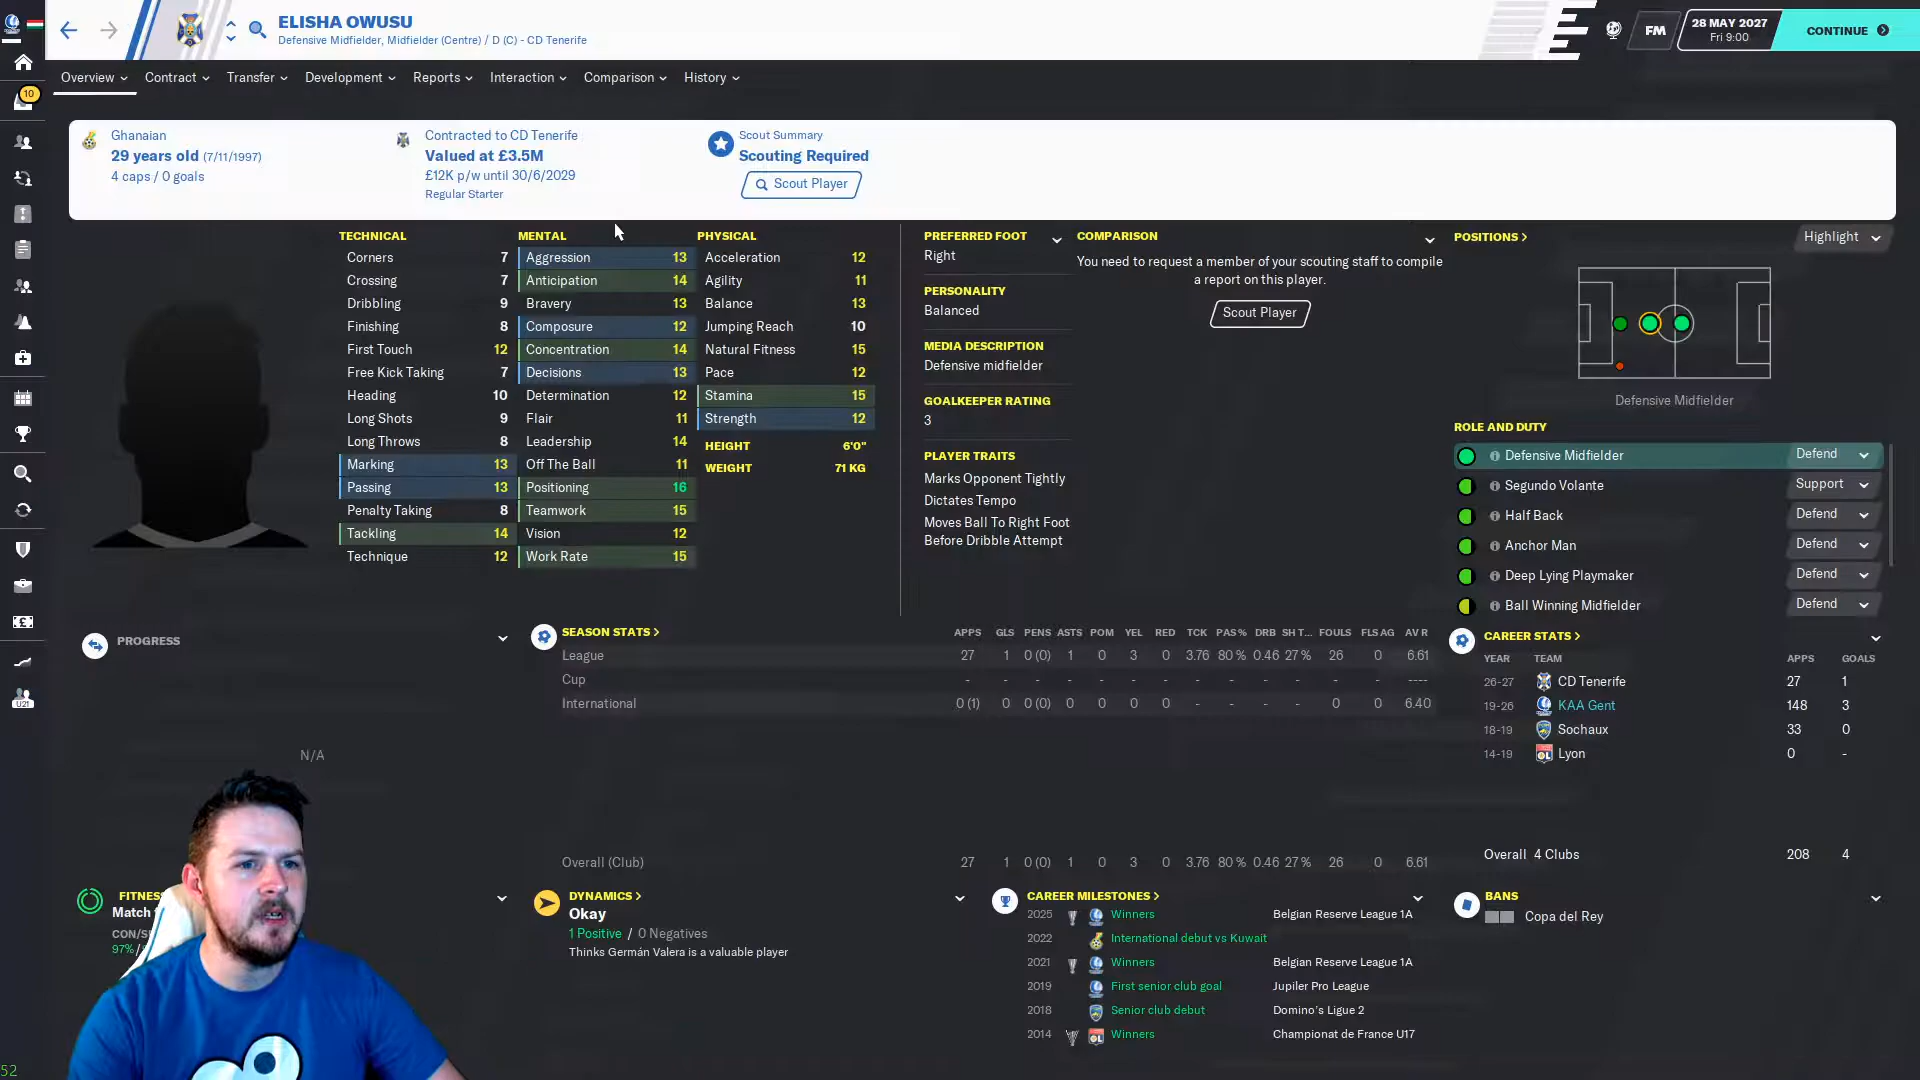 ELISHA OWUSU
Defensive Midfielder, Midfielder (Centre) / D (C) - CD Tenerife
FM
28 MAY 2027
Fri 9:00
CONTINUE
Overview
Contract
Transfer
Development
Reports
Interaction
Comparison
History
10
Ghanaian
29 years old (7/11/1997)
4 caps / 0 goals
Contracted to CD Tenerife
Valued at £3.5M
£12K p/w until 30/6/2029
Regular Starter
Scout Summary
Scouting Required
Scout Player
TECHNICAL
Corners 7
Crossing 7
Dribbling 9
Finishing 8
First Touch 12
Free Kick Taking 7
Heading 10
Long Shots 9
Long Throws 8
Marking 13
Passing 13
Penalty Taking 8
Tackling 14
Technique 12
MENTAL
Aggression 13
Anticipation 14
Bravery 13
Composure 12
Concentration 14
Decisions 13
Determination 12
Flair 11
Leadership 14
Off The Ball 11
Positioning 16
Teamwork 15
Vision 12
Work Rate 15
PHYSICAL
Acceleration 12
Agility 11
Balance 13
Jumping Reach 10
Natural Fitness 15
Pace 12
Stamina 15
Strength 12
HEIGHT 6'0"
WEIGHT 71 KG
PREFERRED FOOT
Right
PERSONALITY
Balanced
MEDIA DESCRIPTION
Defensive midfielder
GOALKEEPER RATING
3
PLAYER TRAITS
Marks Opponent Tightly
Dictates Tempo
Moves Ball To Right Foot
Before Dribble Attempt
COMPARISON
You need to request a member of your scouting staff to compile
a report on this player.
Scout Player
POSITIONS >
Highlight
Defensive Midfielder
ROLE AND DUTY
Defensive Midfielder Defend
Segundo Volante Support
Half Back Defend
Anchor Man Defend
Deep Lying Playmaker Defend
Ball Winning Midfielder Defend
PROGRESS
N/A
SEASON STATS > APPS GLS PENS ASTS POM YEL RED TCK PAS % DRB SH T... FOULS FLS AG AV R
League 27 1 0 (0) 1 0 3 0 3.76 80 % 0.46 27 % 26 0 6.61
Cup - - - - - - - - - - - - - ----
International 0 (1) 0 0 (0) 0 0 0 0 - - - - 0 0 6.40
Overall (Club) 27 1 0 (0) 1 0 3 0 3.76 80 % 0.46 27 % 26 0 6.61
CAREER STATS >
YEAR TEAM APPS GOALS
26-27 CD Tenerife 27 1
19-26 KAA Gent 148 3
18-19 Sochaux 33 0
14-19 Lyon 0 -
Overall 4 Clubs 208 4
FITNESS
Match
97%/
DYNAMICS >
Okay
1 Positive / 0 Negatives
Thinks Germán Valera is a valuable player
CAREER MILESTONES >
2025 Winners Belgian Reserve League 1A
2022 International debut vs Kuwait
2021 Winners Belgian Reserve League 1A
2019 First senior club goal Jupiler Pro League
2018 Senior club debut Domino's Ligue 2
2014 Winners Championat de France U17
BANS
Copa del Rey
U21
52